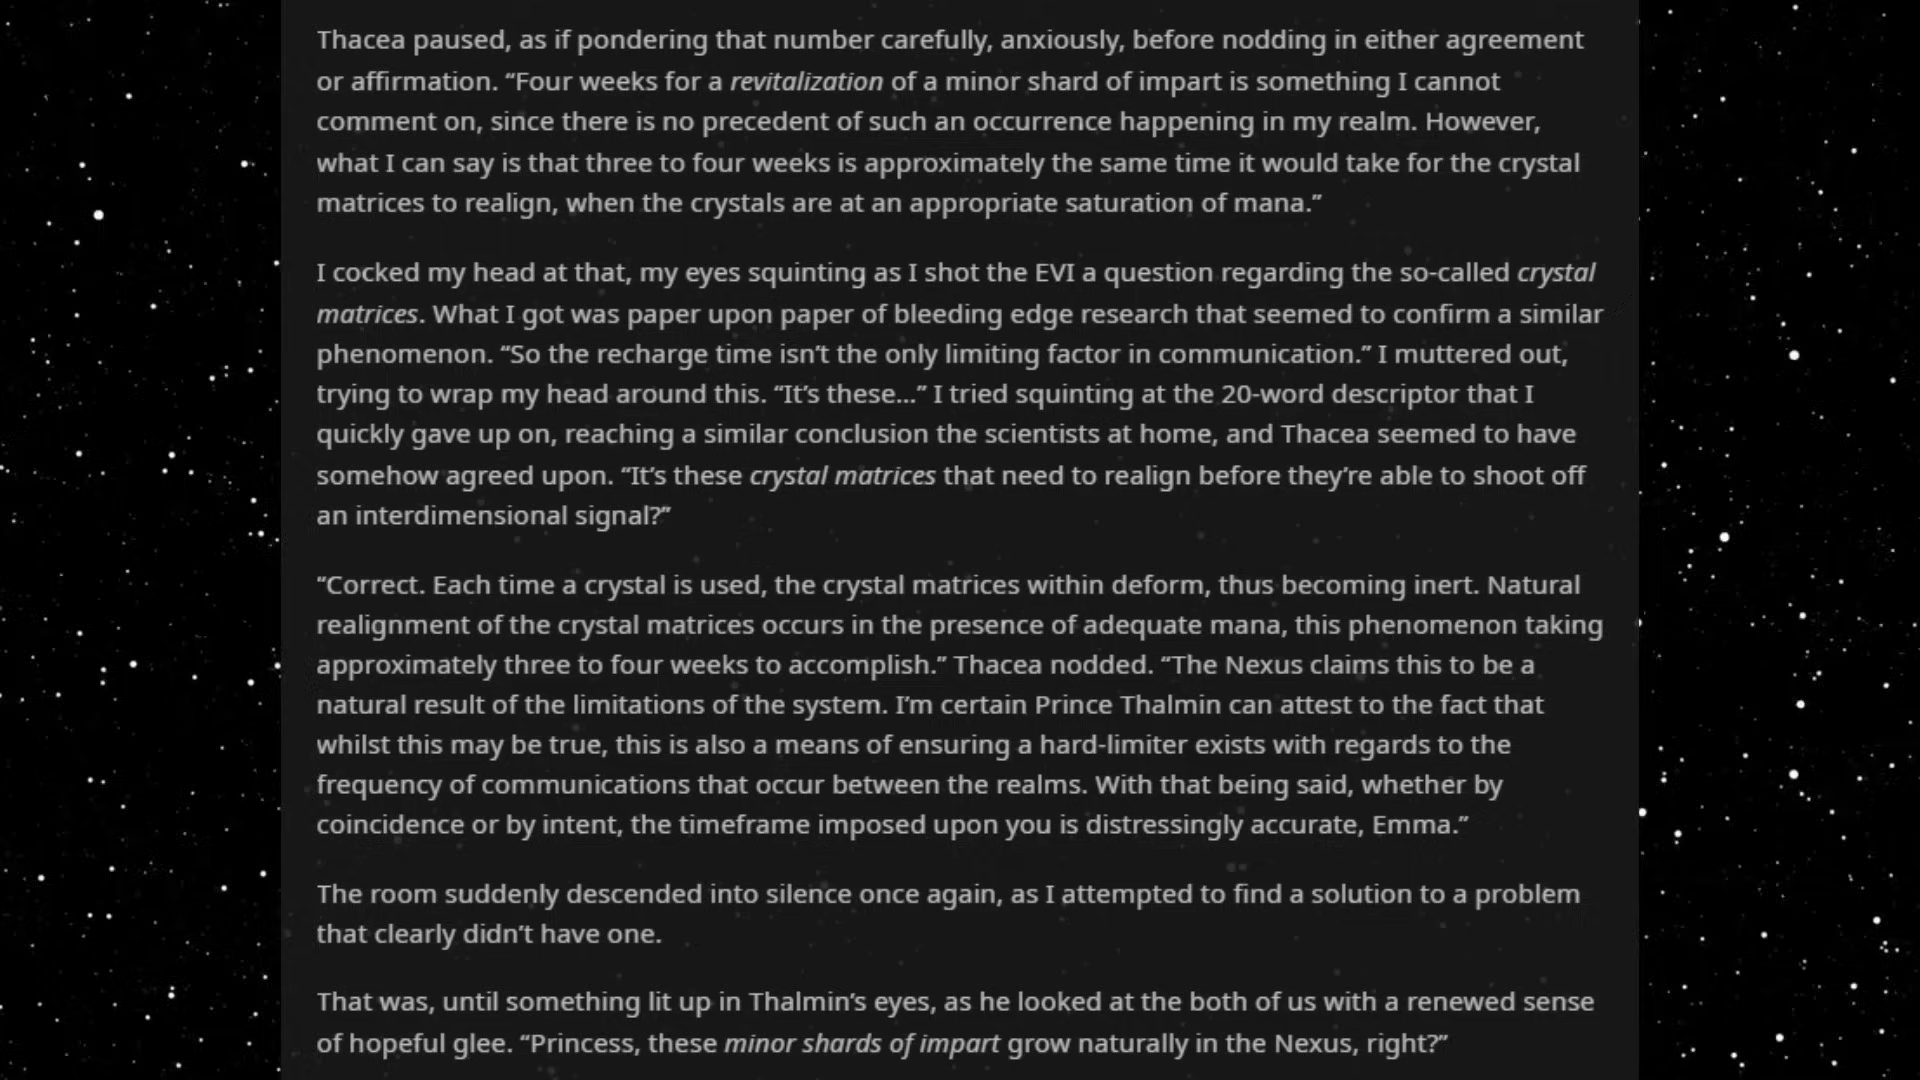 Thacea paused, as if pondering that number carefully, anxiously, before nodding in either agreement
or affirmation. “Four weeks for a revitalization of a minor shard of impart is something I cannot
comment on, since there is no precedent of such an occurrence happening in my realm. However,
what I can say is that three to four weeks is approximately the same time it would take for the crystal
matrices to realign, when the crystals are at an appropriate saturation of mana.”
I cocked my head at that, my eyes squinting as I shot the EVI a question regarding the so-called crystal
matrices. What I got was paper upon paper of bleeding edge research that seemed to confirm a similar
phenomenon. “So the recharge time isn’t the only limiting factor in communication.” I muttered out,
trying to wrap my head around this. “It’s these…” I tried squinting at the 20-word descriptor that I
quickly gave up on, reaching a similar conclusion the scientists at home, and Thacea seemed to have
somehow agreed upon. “It’s these crystal matrices that need to realign before they’re able to shoot off
an interdimensional signal?”
“Correct. Each time a crystal is used, the crystal matrices within deform, thus becoming inert. Natural
realignment of the crystal matrices occurs in the presence of adequate mana, this phenomenon taking
approximately three to four weeks to accomplish.” Thacea nodded. “The Nexus claims this to be a
natural result of the limitations of the system. I’m certain Prince Thalmin can attest to the fact that
whilst this may be true, this is also a means of ensuring a hard-limiter exists with regards to the
frequency of communications that occur between the realms. With that being said, whether by
coincidence or by intent, the timeframe imposed upon you is distressingly accurate, Emma.”
The room suddenly descended into silence once again, as I attempted to find a solution to a problem
that clearly didn’t have one.
That was, until something lit up in Thalmin’s eyes, as he looked at the both of us with a renewed sense
of hopeful glee. “Princess, these minor shards of impart grow naturally in the Nexus, right?”